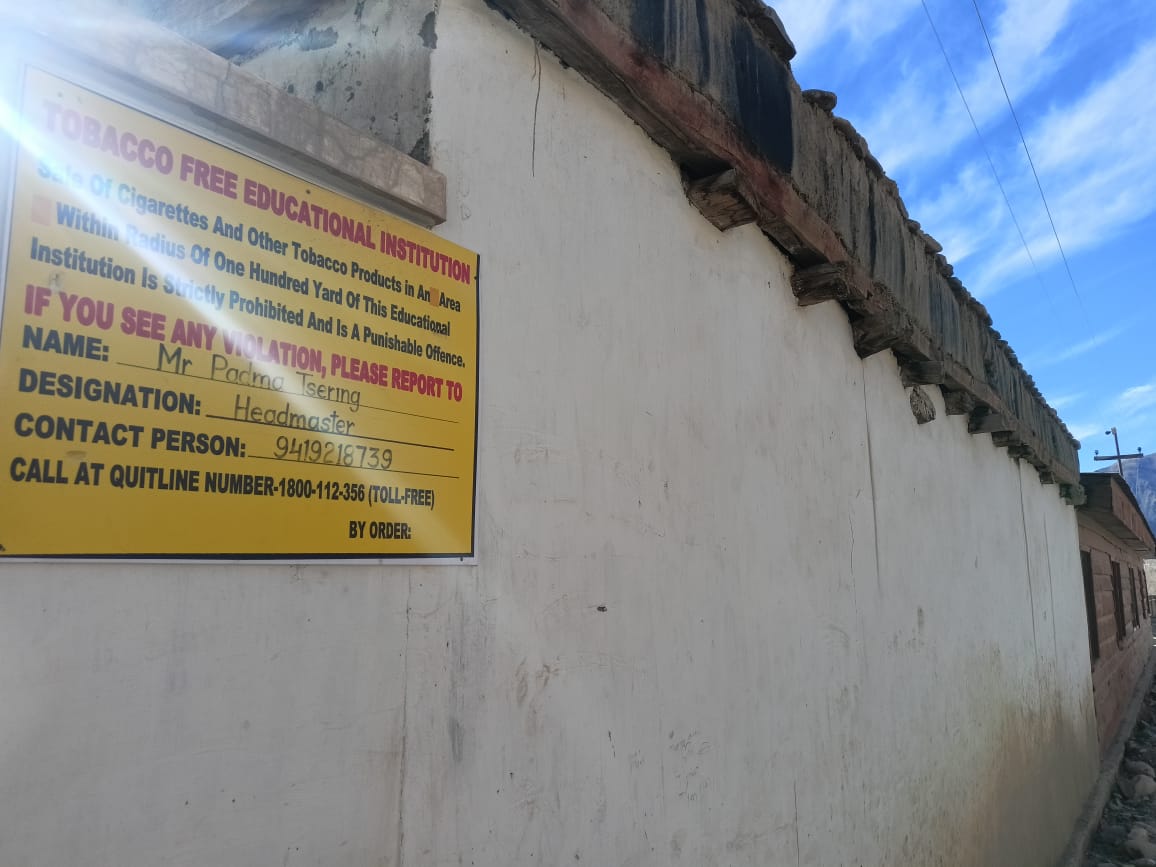 TOBACCO FREE EDUCATIONAL INSTITUTION
Sale Of Cigarettes And Other Tobacco Products in An Area
Within Radius Of One Hundred Yard Of This Educational
Institution Is Strictly Prohibited And Is A Punishable Offence.
IF YOU SEE ANY VIOLATION, PLEASE REPORT TO
NAME: Mr Padma Tsering
DESIGNATION: Headmaster
CONTACT PERSON: 9419218739
CALL AT QUITLINE NUMBER-1800-112-356 (TOLL-FREE)
BY ORDER: